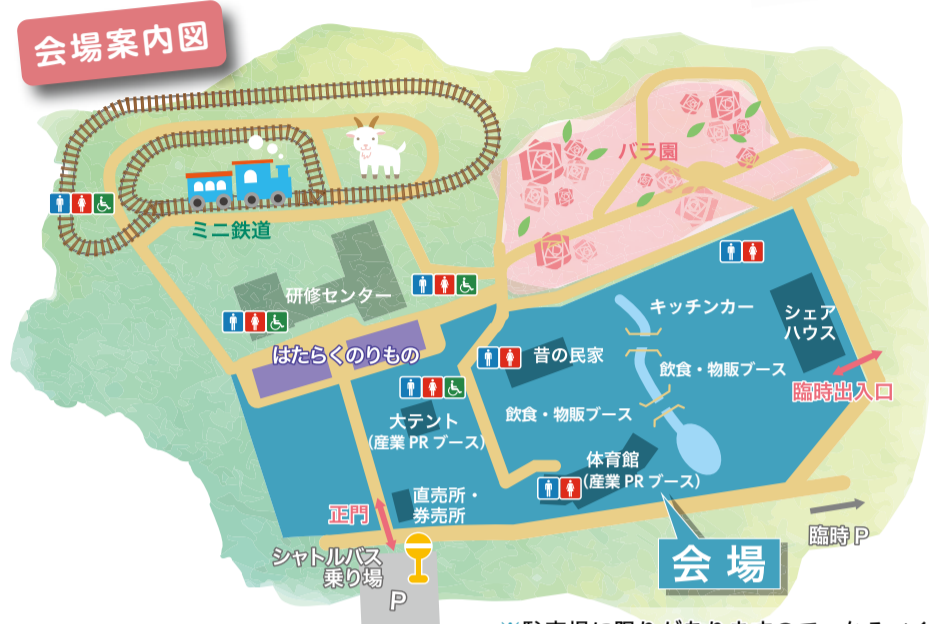 会場案内図
バラ園
ミニ鉄道
研修センター
キッチンカー
シェア
ハウス
はたらくのりもの
昔の民家
飲食・物販ブース
臨時出入口
飲食・物販ブース
大テント
(産業PRブース)
体育館
(産業PRブース)
直売所・
券売所
正門
臨時P
シャトルバス
乗り場
会場
P